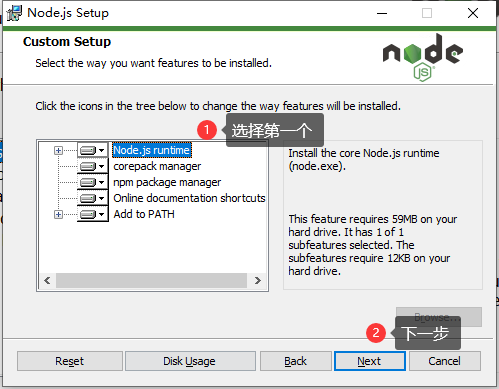 Node.js Setup
Custom Setup
Select the way you want features to be installed.
node
JS
Click the icons in the tree below to change the way features will be installed.
1 选择第一个
Node.js runtime
corepack manager
npm package manager
Online documentation shortcuts
Add to PATH
Install the core Node.js runtime
(node.exe).
This feature requires 59MB on your
hard drive. It has 1 of 1
subfeatures selected. The
subfeatures require 12KB on your
hard drive.
Browse...
2 下一步
Reset
Disk Usage
Back
Next
Cancel